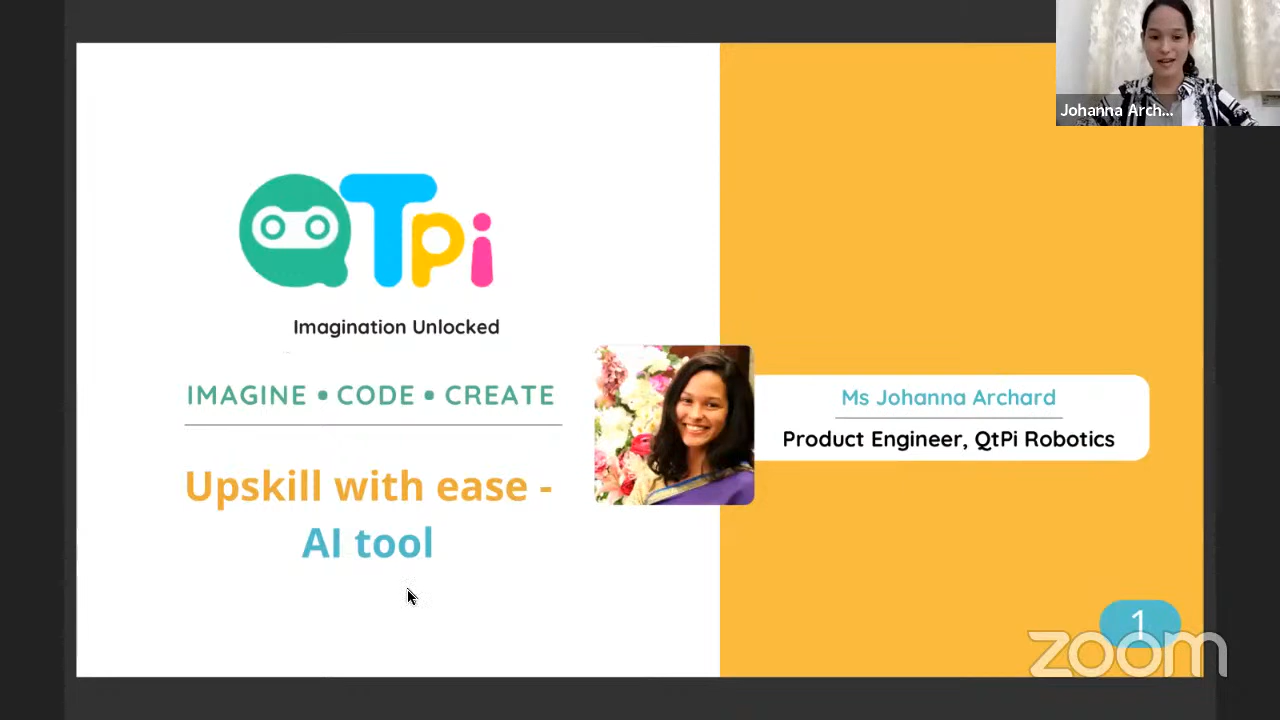 Johanna Arch...
QTpi
Imagination Unlocked
IMAGINE • CODE • CREATE
Upskill with ease -
AI tool
Ms Johanna Archard
Product Engineer, QtPi Robotics
1
zoom